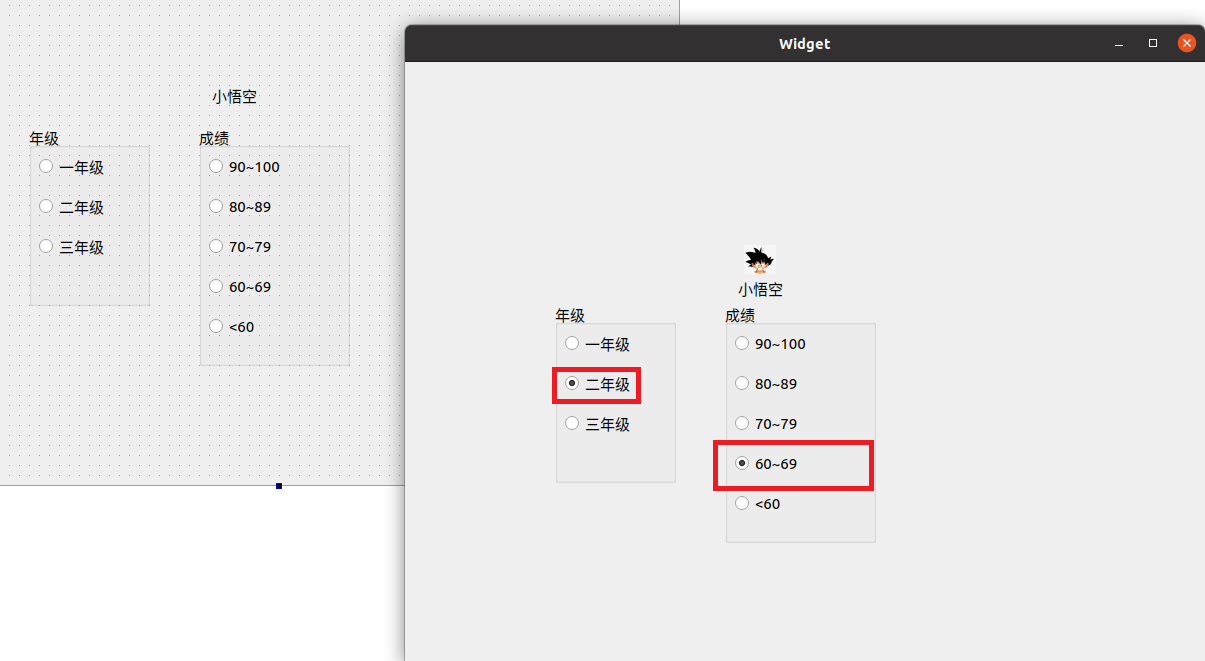 小悟空
年级
一年级
二年级
三年级
成绩
90~100
80~89
70~79
60~69
<60
Widget
小悟空
年级
一年级
二年级
三年级
成绩
90~100
80~89
70~79
60~69
<60